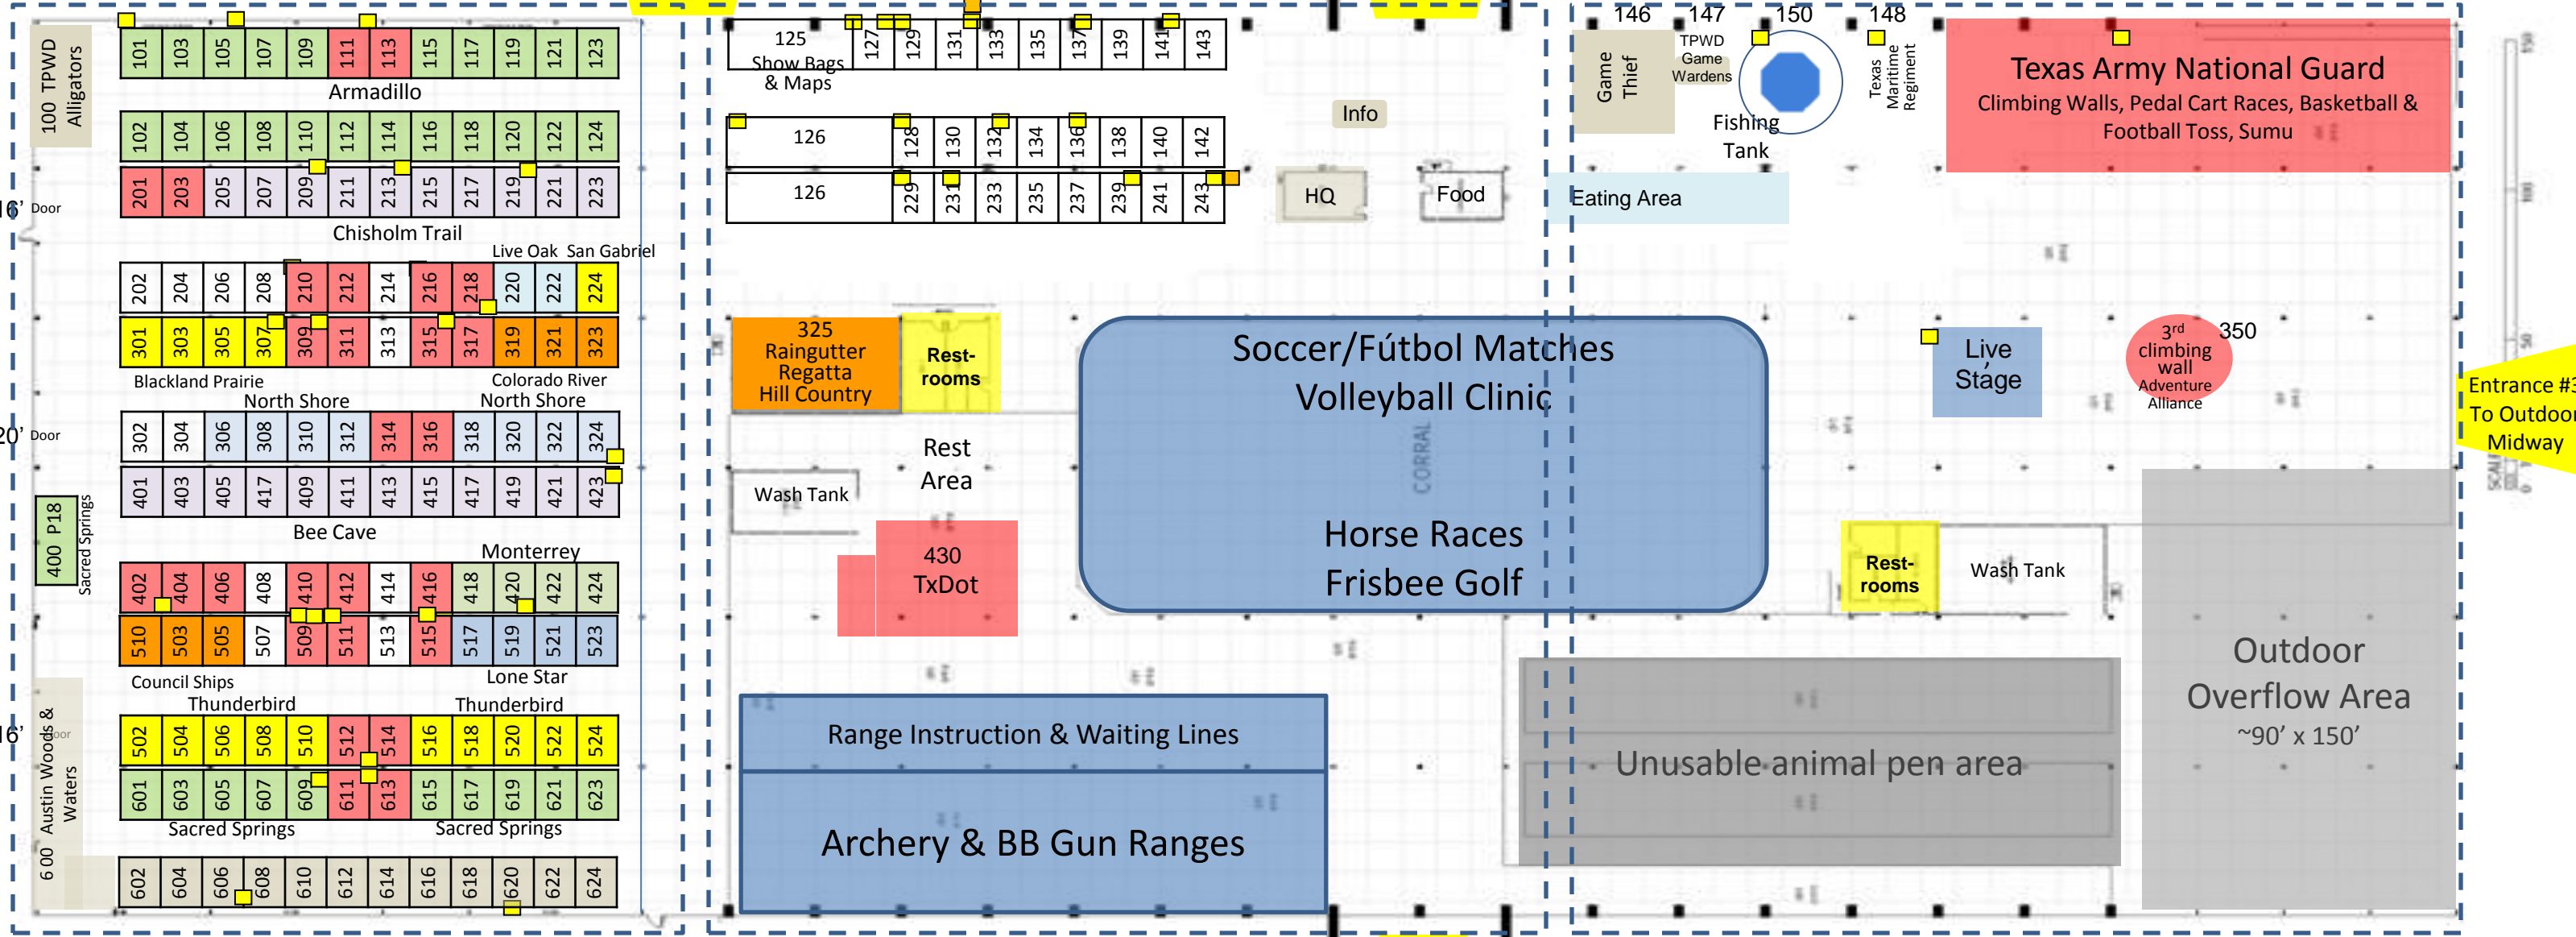 100 TPWD
Alligators
101 103 105 107 109 111 113 115 117 119 121 123
Armadillo
102 104 106 108 110 112 114 116 118 120 122 124
201 203 205 207 209 211 213 215 217 219 221 223
16' Door
Chisholm Trail
Live Oak San Gabriel
202 204 206 208 210 212 214 216 218 220 222 224
301 303 305 307 309 311 313 315 317 319 321 323
Blackland Prairie
Colorado River
North Shore
North Shore
20' Door
302 304 306 308 310 312 314 316 318 320 322 324
401 403 405 417 409 411 413 415 417 419 421 423
Bee Cave
400 P18
Sacred Springs
Monterrey
402 404 406 408 410 412 414 416 418 420 422 424
510 503 505 507 509 511 513 515 517 519 521 523
Council Ships
Lone Star
Thunderbird
Thunderbird
16'
502 504 506 508 510 512 514 516 518 520 522 524
601 603 605 607 609 611 613 615 617 619 621 623
Sacred Springs
Sacred Springs
600 Austin Woods &
Waters
602 604 606 608 610 612 614 616 618 620 622 624
125
Show Bags
& Maps
127 129 131 133 135 137 139 141 143
126
128 130 132 134 136 138 140 142
126
229 231 233 235 237 239 241 243
Info
HQ
Food
Eating Area
146 147 150 148
Game
Thief
TPWD
Game
Wardens
Fishing
Tank
Texas
Maritime
Regiment
Texas Army National Guard
Climbing Walls, Pedal Cart Races, Basketball &
Football Toss, Sumu
325
Raingutter
Regatta
Hill Country
Rest-
rooms
Rest
Area
Wash Tank
430
TxDot
Soccer/Fútbol Matches
Volleyball Clinic
CORRAL
Horse Races
Frisbee Golf
Live
Stage
3rd
climbing
wall
Adventure
Alliance
350
Entrance #3
To Outdoor
Midway
150
100
50
0
Rest-
rooms
Wash Tank
Range Instruction & Waiting Lines
Archery & BB Gun Ranges
Unusable animal pen area
Outdoor
Overflow Area
~90' x 150'